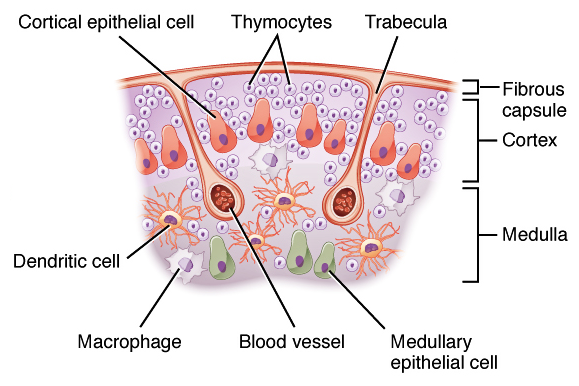 Cortical epithelial cell
Thymocytes
Trabecula
Fibrous
capsule
Cortex
Medulla
Dendritic cell
Macrophage
Blood vessel
Medullary
epithelial cell